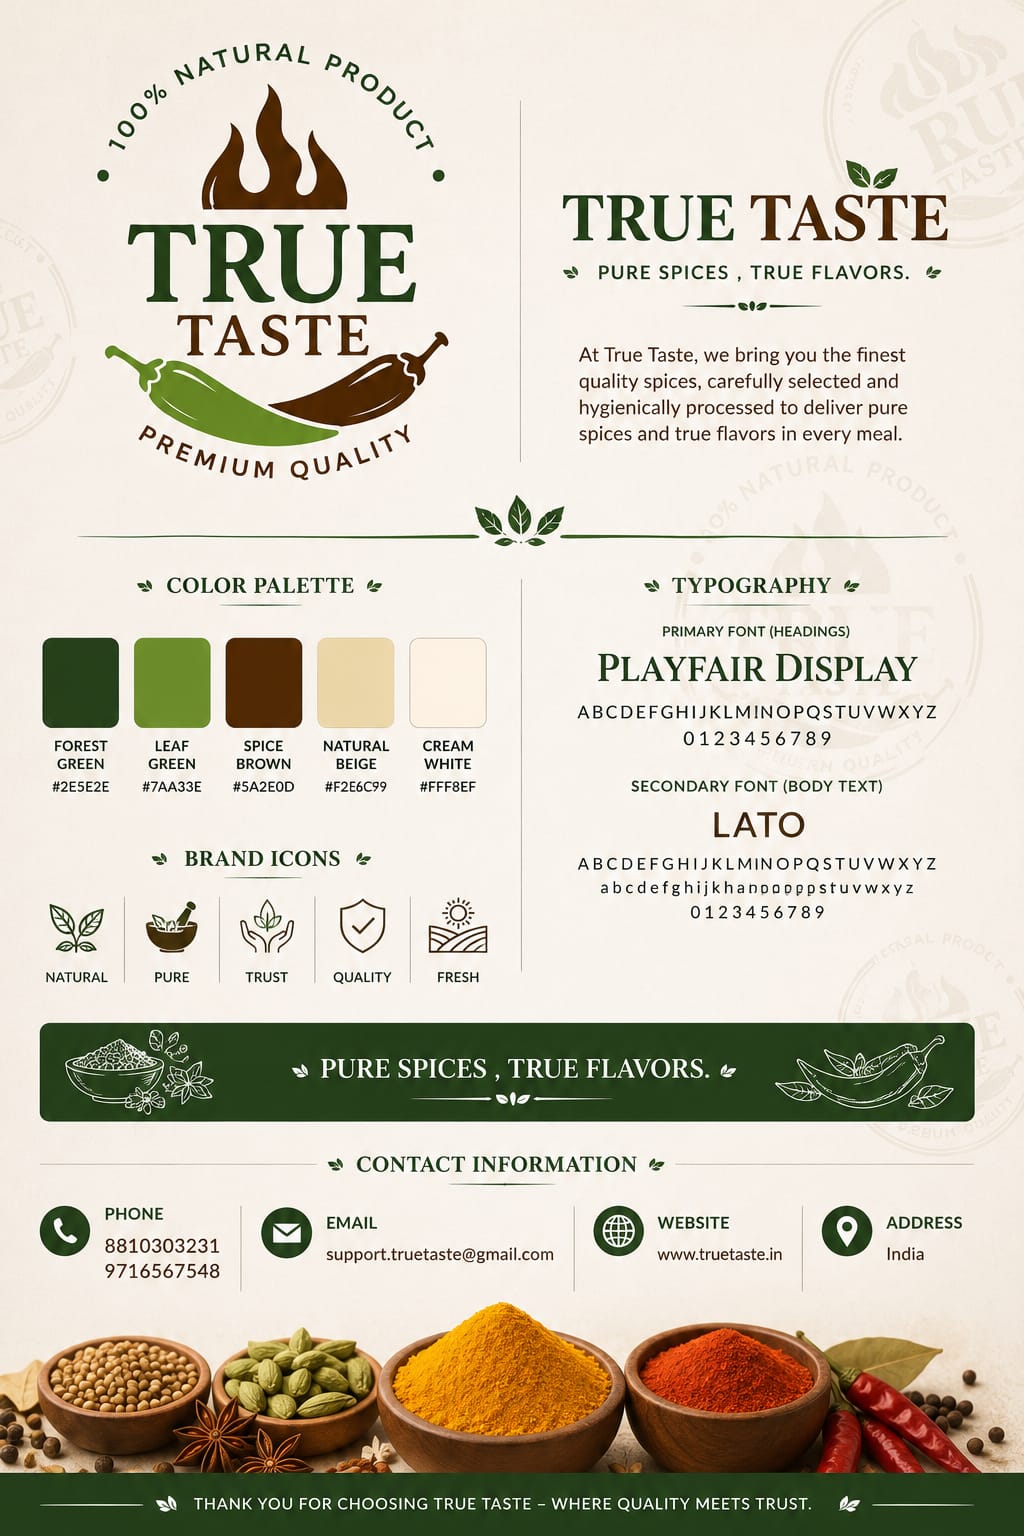 100% NATURAL PRODUCT
TRUE
TASTE
PREMIUM QUALITY
TRUE TASTE
PURE SPICES , TRUE FLAVORS.
At True Taste, we bring you the finest
quality spices, carefully selected and
hygienically processed to deliver pure
spices and true flavors in every meal.
COLOR PALETTE
FOREST GREEN
#2E5E2E
LEAF GREEN
#7AA33E
SPICE BROWN
#5A2E0D
NATURAL BEIGE
#F2E6C99
CREAM WHITE
#FFF8EF
BRAND ICONS
NATURAL
PURE
TRUST
QUALITY
FRESH
TYPOGRAPHY
PRIMARY FONT (HEADINGS)
PLAYFAIR DISPLAY
ABCDEFGHIJKLMINOPQSTUVWXYZ
0123456789
SECONDARY FONT (BODY TEXT)
LATO
ABCDEFGHIJKLMINOPQSTUVWXYZ
0123456789
PURE SPICES , TRUE FLAVORS.
CONTACT INFORMATION
PHONE
8810303231
9716567548
EMAIL
support.truetaste@gmail.com
WEBSITE
www.truetaste.in
ADDRESS
India
THANK YOU FOR CHOOSING TRUE TASTE – WHERE QUALITY MEETS TRUST.